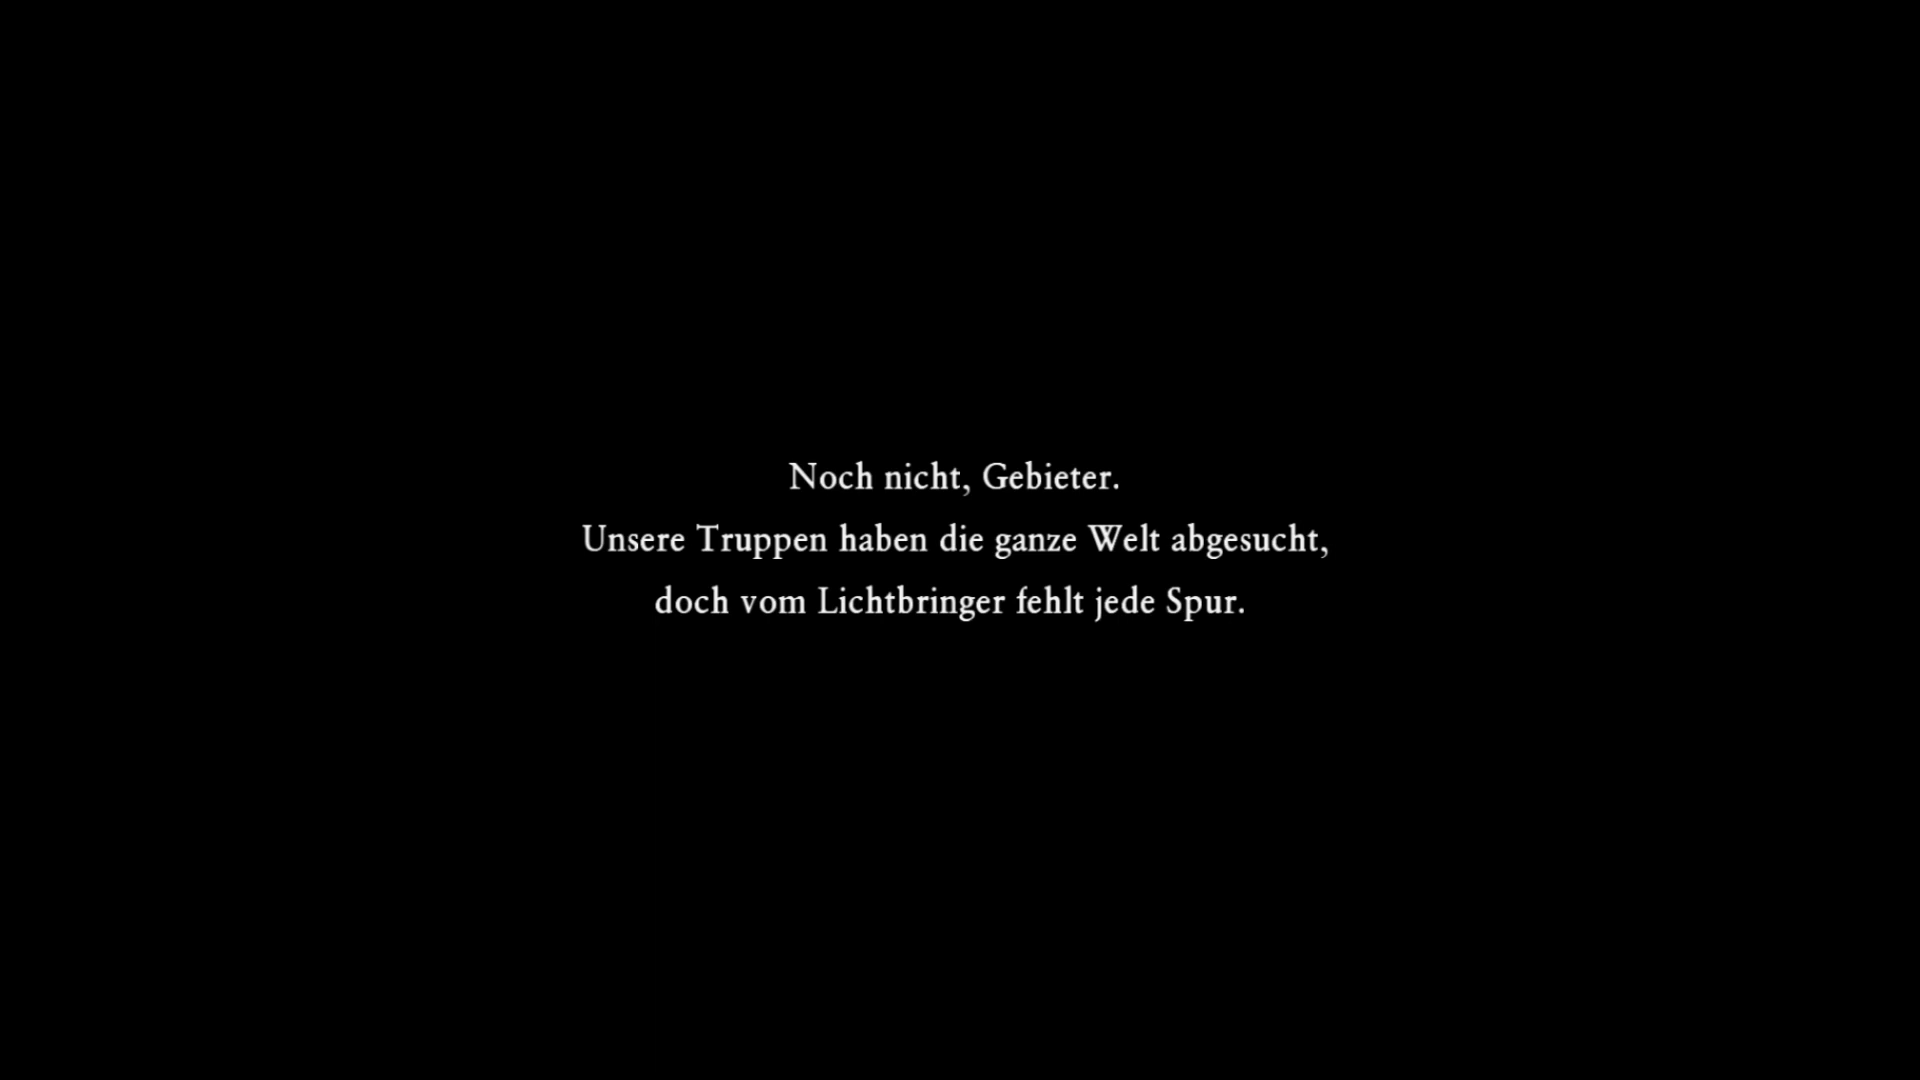 Noch nicht, Gebieter.
Unsere Truppen haben die ganze Welt abgesucht,
doch vom Lichtbringer fehlt jede Spur.